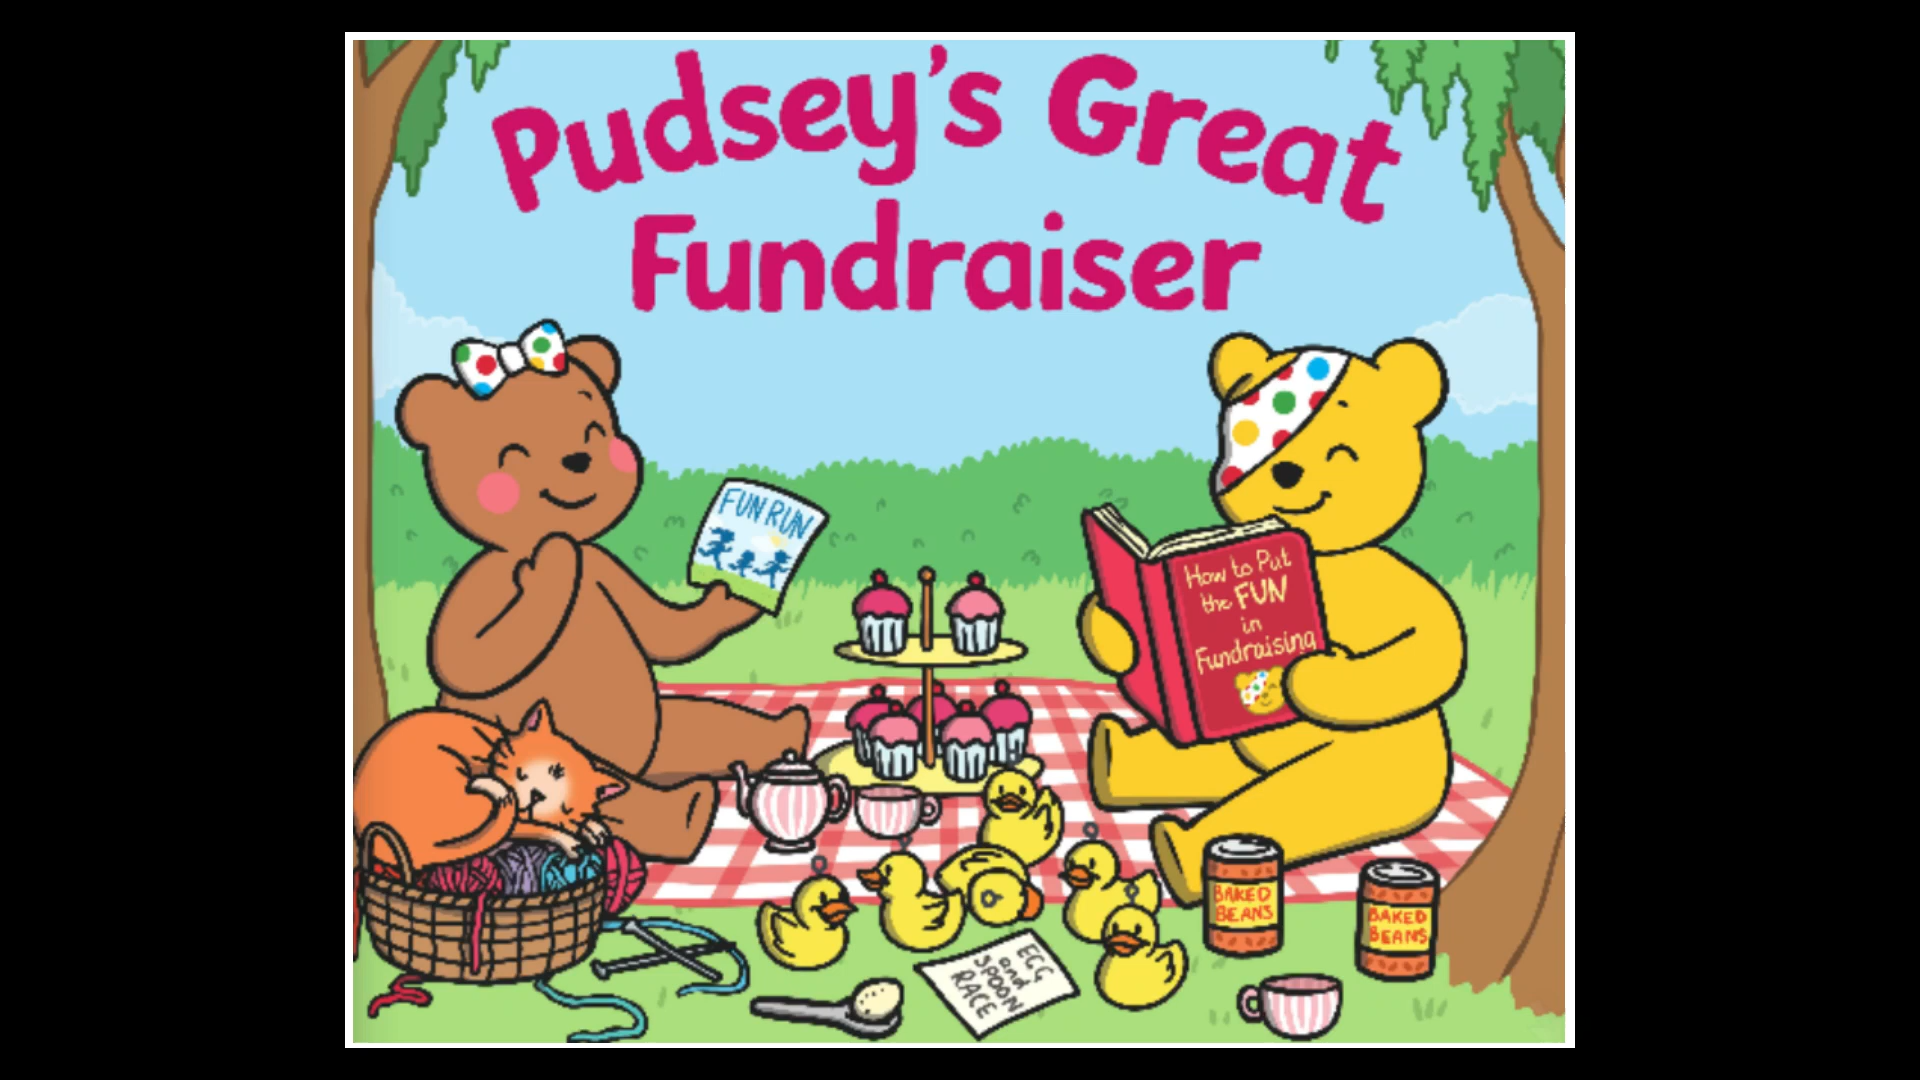 Pudsey's Great
Fundraiser
FUN RUN
How to Put
the FUN
in
Fundraising
BAKED
BEANS
BAKED
BEANS
EGG
and
SPOON
RACE